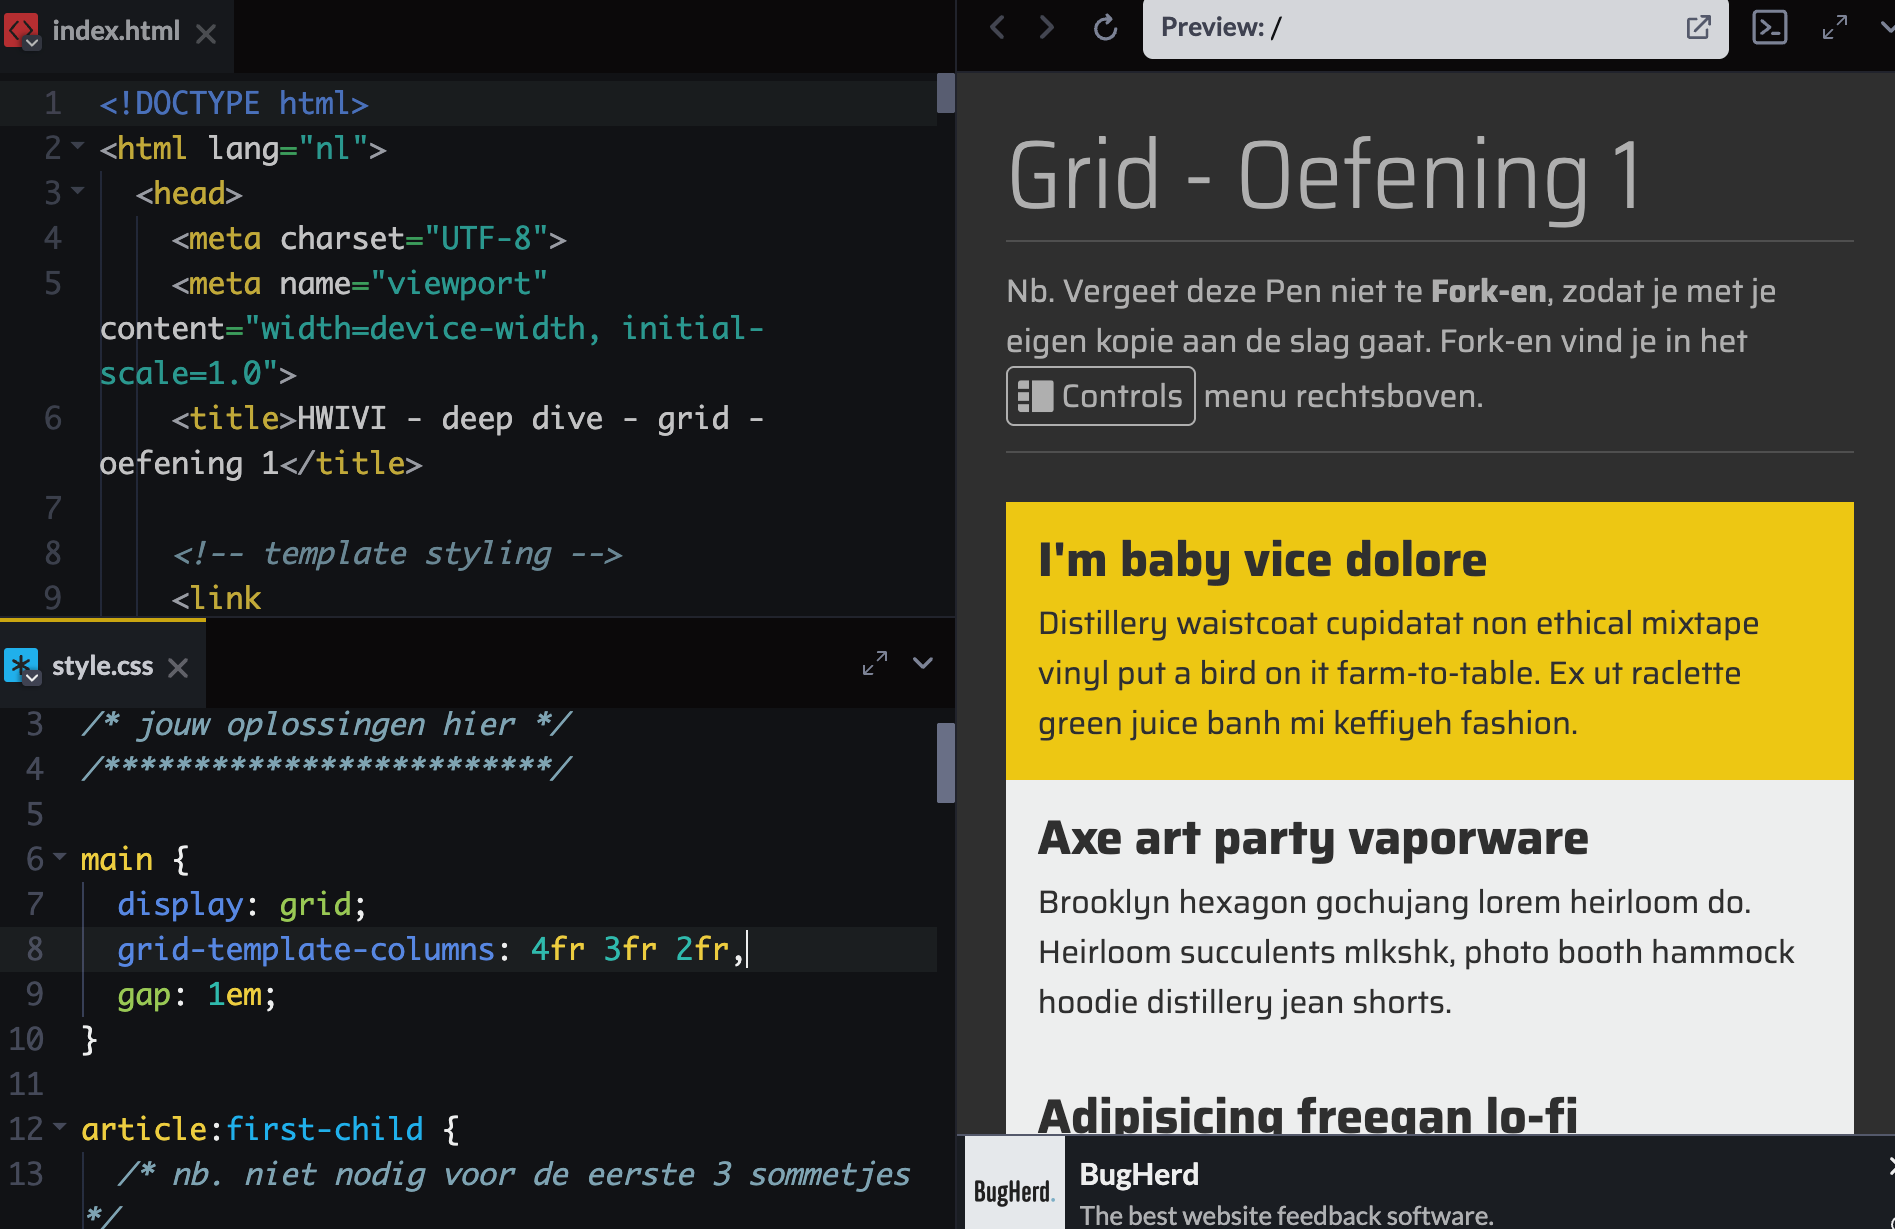 index.html
1 <!DOCTYPE html>
2 <html lang="nl">
3 <head>
4 <meta charset="UTF-8">
5 <meta name="viewport"
content="width=device-width, initial-
scale=1.0">
6 <title>HWIVI - deep dive - grid -
oefening 1</title>
7
8 <!-- template styling -->
9 <link
style.css
3 /* jouw oplossingen hier */
4 /*************************/
5
6 main {
7 display: grid;
8 grid-template-columns: 4fr 3fr 2fr,
9 gap: 1em;
10 }
11
12 article:first-child {
13 /* nb. niet nodig voor de eerste 3 sommetjes
*/
Preview: /
Grid - Oefening 1
Nb. Vergeet deze Pen niet te Fork-en, zodat je met je
eigen kopie aan de slag gaat. Fork-en vind je in het
Controls menu rechtsboven.
I'm baby vice dolore
Distillery waistcoat cupidatat non ethical mixtape
vinyl put a bird on it farm-to-table. Ex ut raclette
green juice banh mi keffiyeh fashion.
Axe art party vaporware
Brooklyn hexagon gochujang lorem heirloom do.
Heirloom succulents mlkshk, photo booth hammock
hoodie distillery jean shorts.
Adipisicing freegan lo-fi
BugHerd.
BugHerd
The best website feedback software.